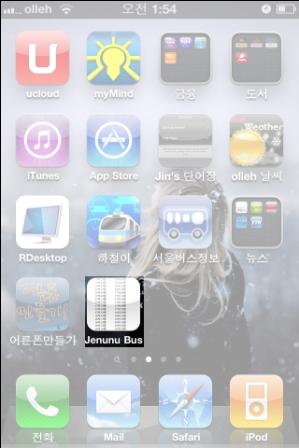 olleh 오전 1:54
ucloud myMind 금융 도서
iTunes App Store Jin's 단어장 olleh 날씨
RDesktop 하철이 서울버스정보 뉴스
어른폰만들기 Jenunu Bus
전화 Mail Safari iPod